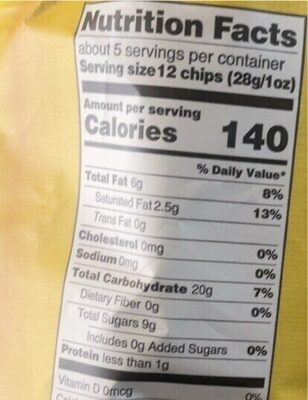 Nutrition Facts
about 5 servings per container
Serving size 12 chips (28g/1oz)
Amount per serving
Calories 140
% Daily Value*
Total Fat 6g 8%
Saturated Fat 2.5g 13%
Trans Fat 0g
Cholesterol 0mg 0%
Sodium 0mg 0%
Total Carbohydrate 20g 7%
Dietary Fiber 0g 0%
Total Sugars 9g
Includes 0g Added Sugars 0%
Protein less than 1g
Vitamin D 0mcg 0%